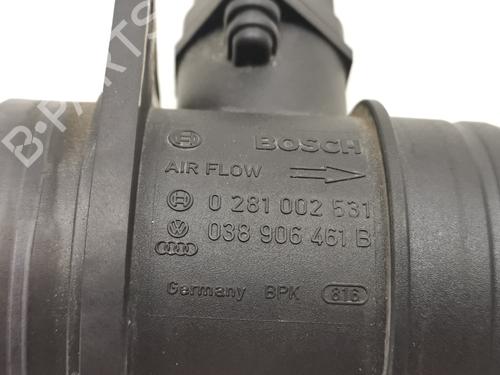 B-PARTS
BOSCH
AIR FLOW
0 281 002 531
038 906 461 B
Germany BPK 816